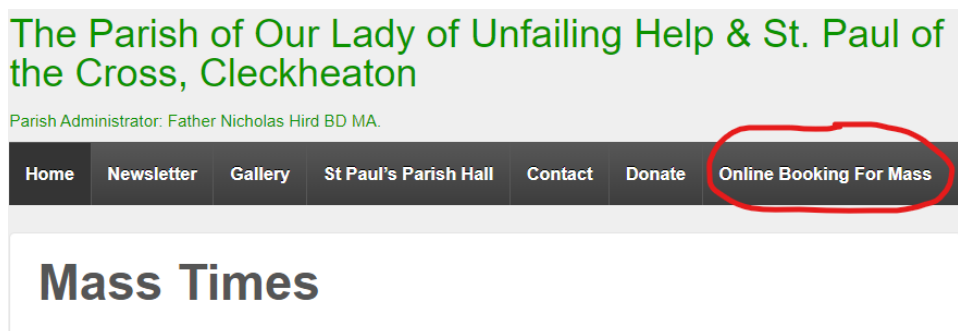 The Parish of Our Lady of Unfailing Help & St. Paul of
the Cross, Cleckheaton
Parish Administrator: Father Nicholas Hird BD MA.
Home Newsletter Gallery St Paul's Parish Hall Contact Donate Online Booking For Mass
Mass Times